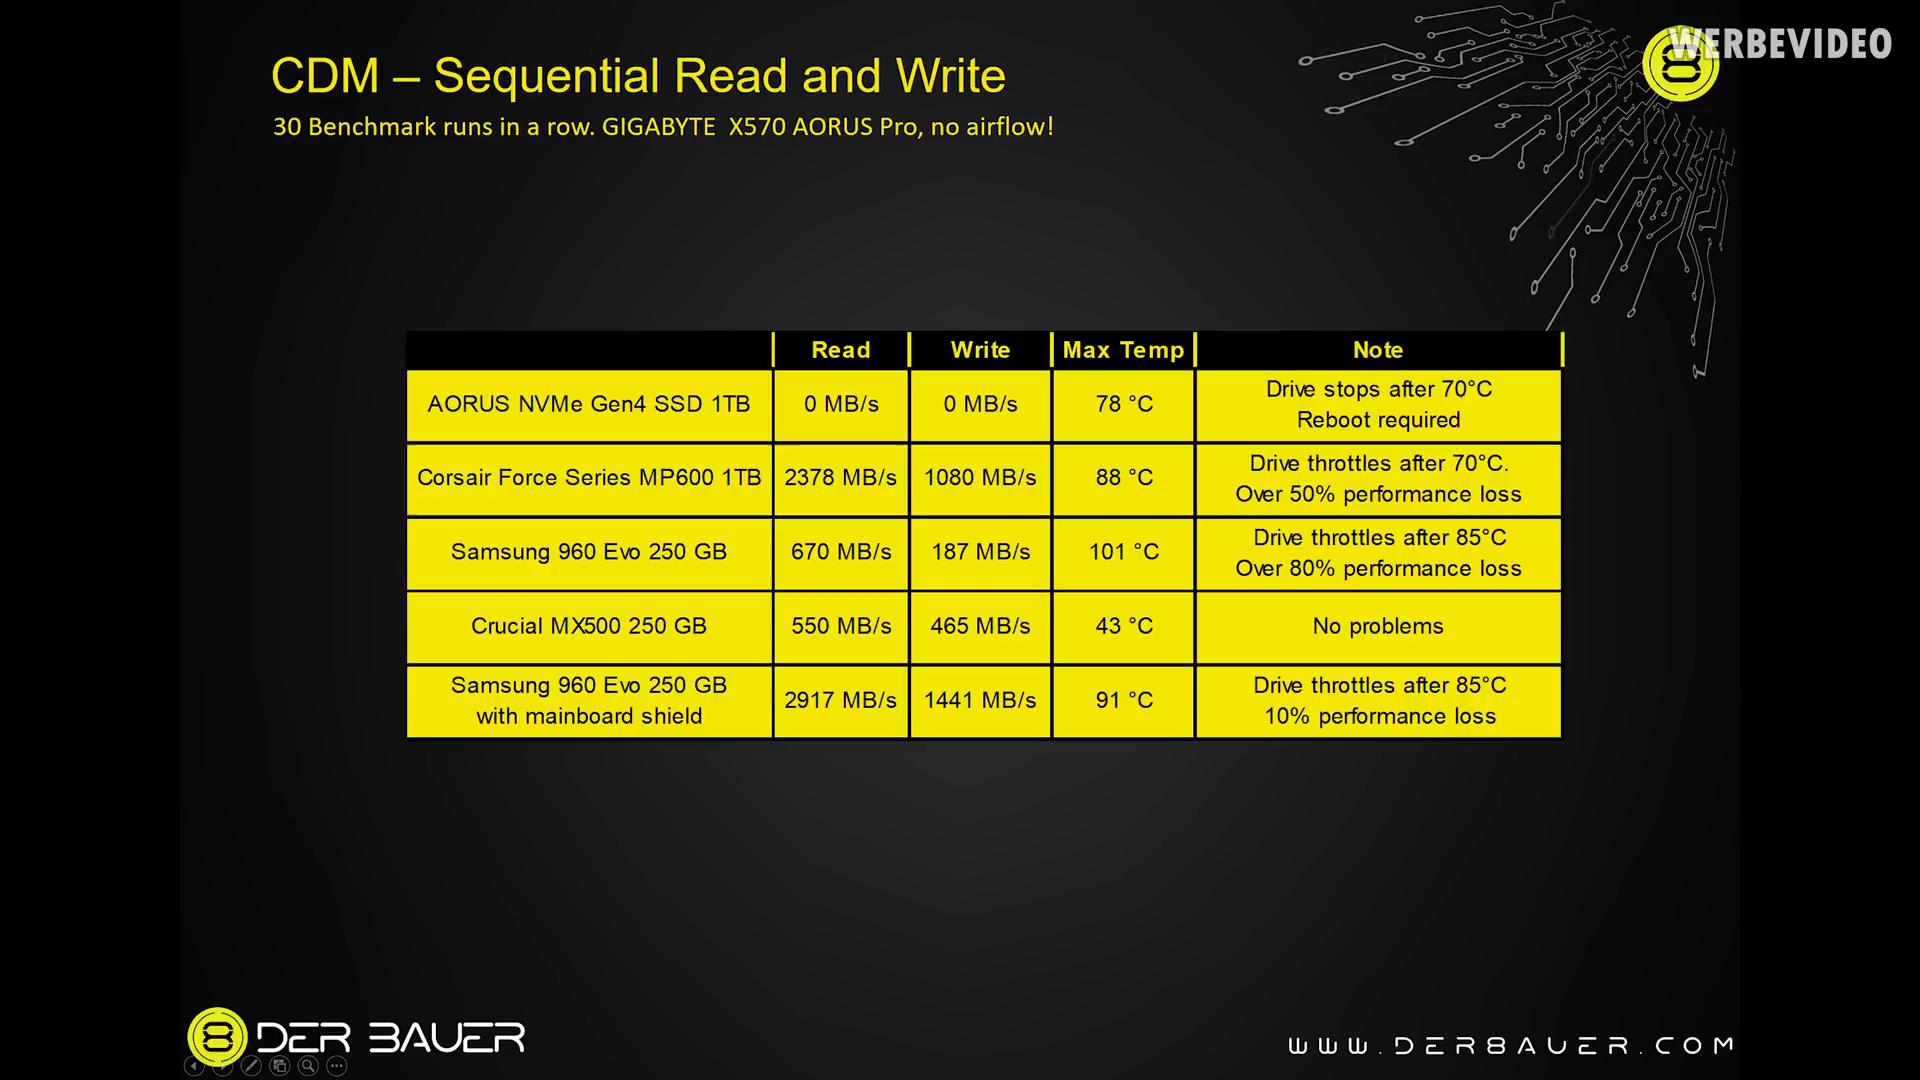 WERBEVIDEO
CDM – Sequential Read and Write
30 Benchmark runs in a row. GIGABYTE X570 AORUS Pro, no airflow!
Read Write Max Temp Note
AORUS NVMe Gen4 SSD 1TB 0 MB/s 0 MB/s 78 °C Drive stops after 70°C
Reboot required
Corsair Force Series MP600 1TB 2378 MB/s 1080 MB/s 88 °C Drive throttles after 70°C.
Over 50% performance loss
Samsung 960 Evo 250 GB 670 MB/s 187 MB/s 101 °C Drive throttles after 85°C
Over 80% performance loss
Crucial MX500 250 GB 550 MB/s 465 MB/s 43 °C No problems
Samsung 960 Evo 250 GB
with mainboard shield 2917 MB/s 1441 MB/s 91 °C Drive throttles after 85°C
10% performance loss
DER BAUER
WWW.DER8AUER.COM